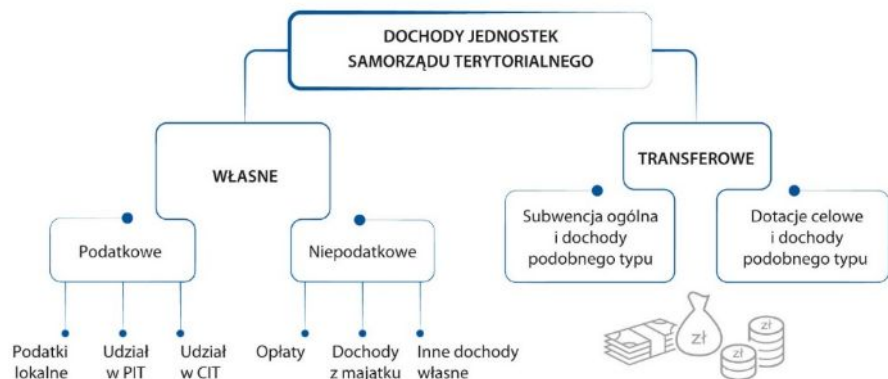 DOCHODY JEDNOSTEK
SAMORZĄDU TERYTORIALNEGO
WŁASNE
TRANSFEROWE
Podatkowe
Niepodatkowe
Subwencja ogólna
i dochody
podobnego typu
Dotacje celowe
i dochody
podobnego typu
Podatki
lokalne
Udział
w PIT
Udział
w CIT
Opłaty
Dochody
z majatku
Inne dochody
własne
zł
zł
zł